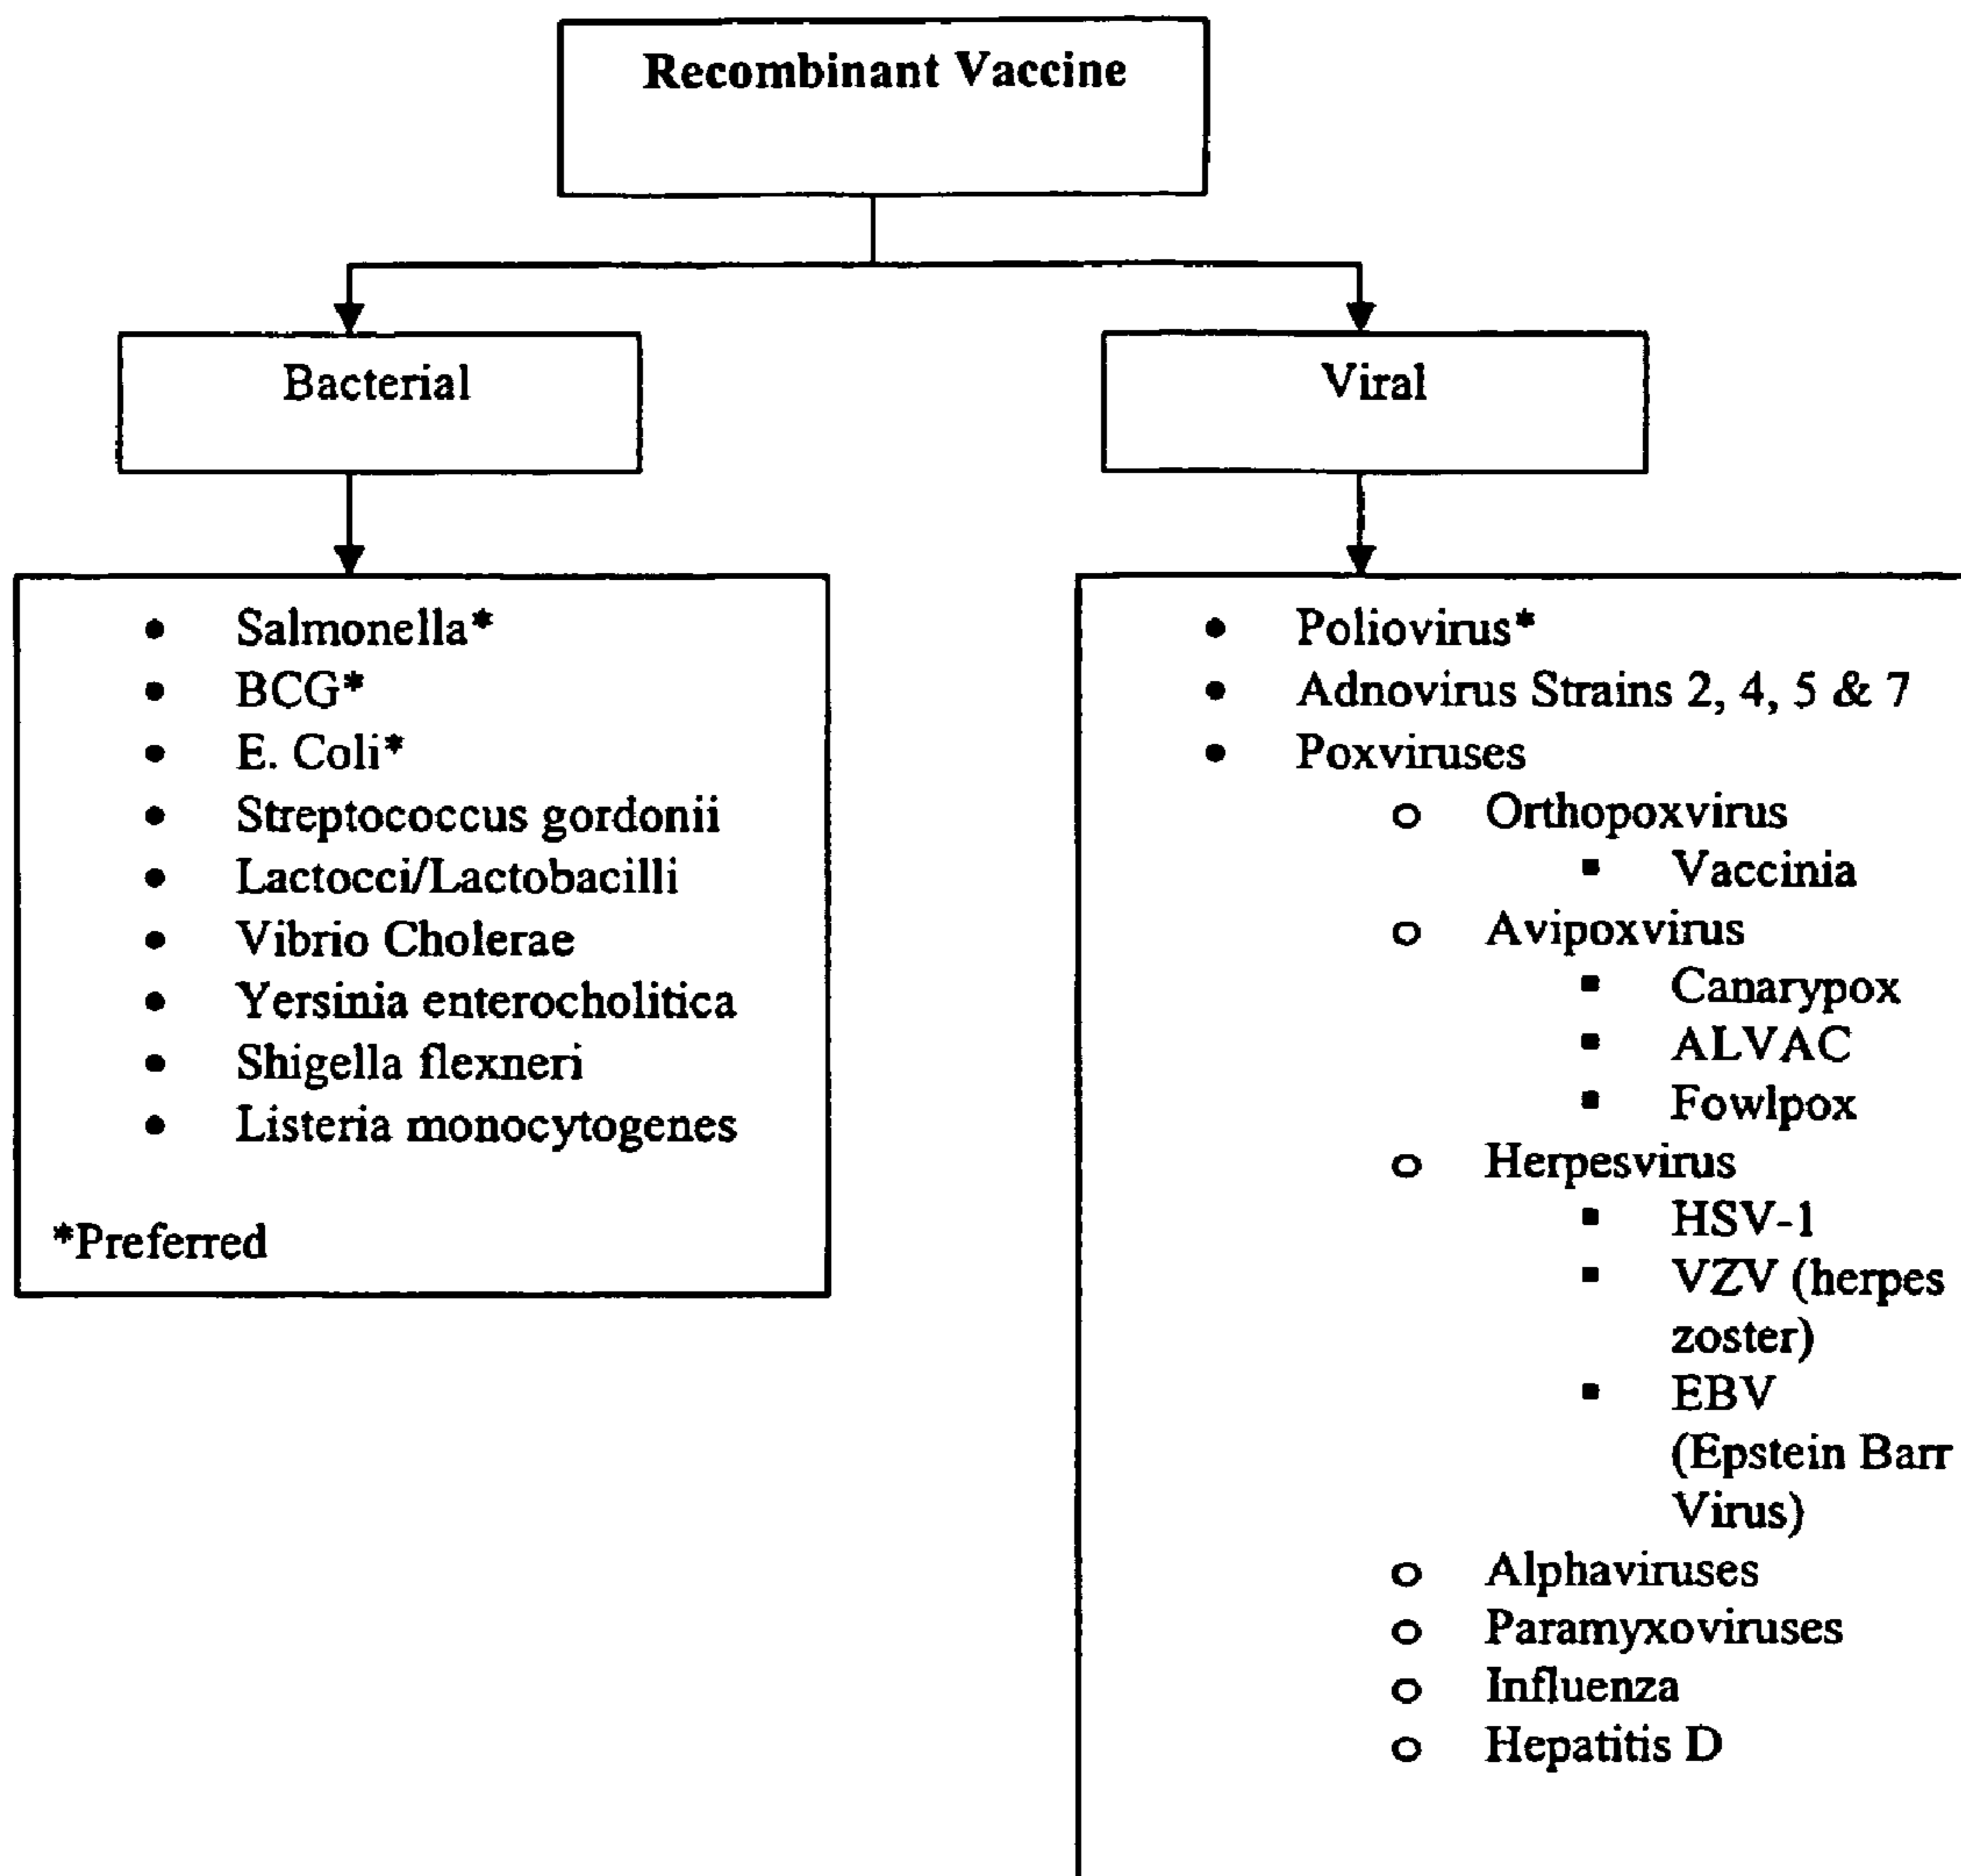 Recombinant Vaccine
Bacterial
Viral
• Salmonella*
• BCG*
• E. Coli*
• Streptococcus gordonii
• Lactocci/Lactobacilli
• Vibrio Cholerae
• Yersinia enterocholitica
• Shigella flexneri
• Listeria monocytogenes
*Preferred
• Poliovirus*
• Adnovirus Strains 2, 4, 5 & 7
• Poxviruses
o Orthopoxvirus
▪ Vaccinia
o Avipoxvirus
▪ Canarypox
▪ ALVAC
▪ Fowlpox
o Herpesvirus
▪ HSV-1
▪ VZV (herpes
zoster)
▪ EBV
(Epstein Barr
Virus)
o Alphaviruses
o Paramyxoviruses
o Influenza
o Hepatitis D